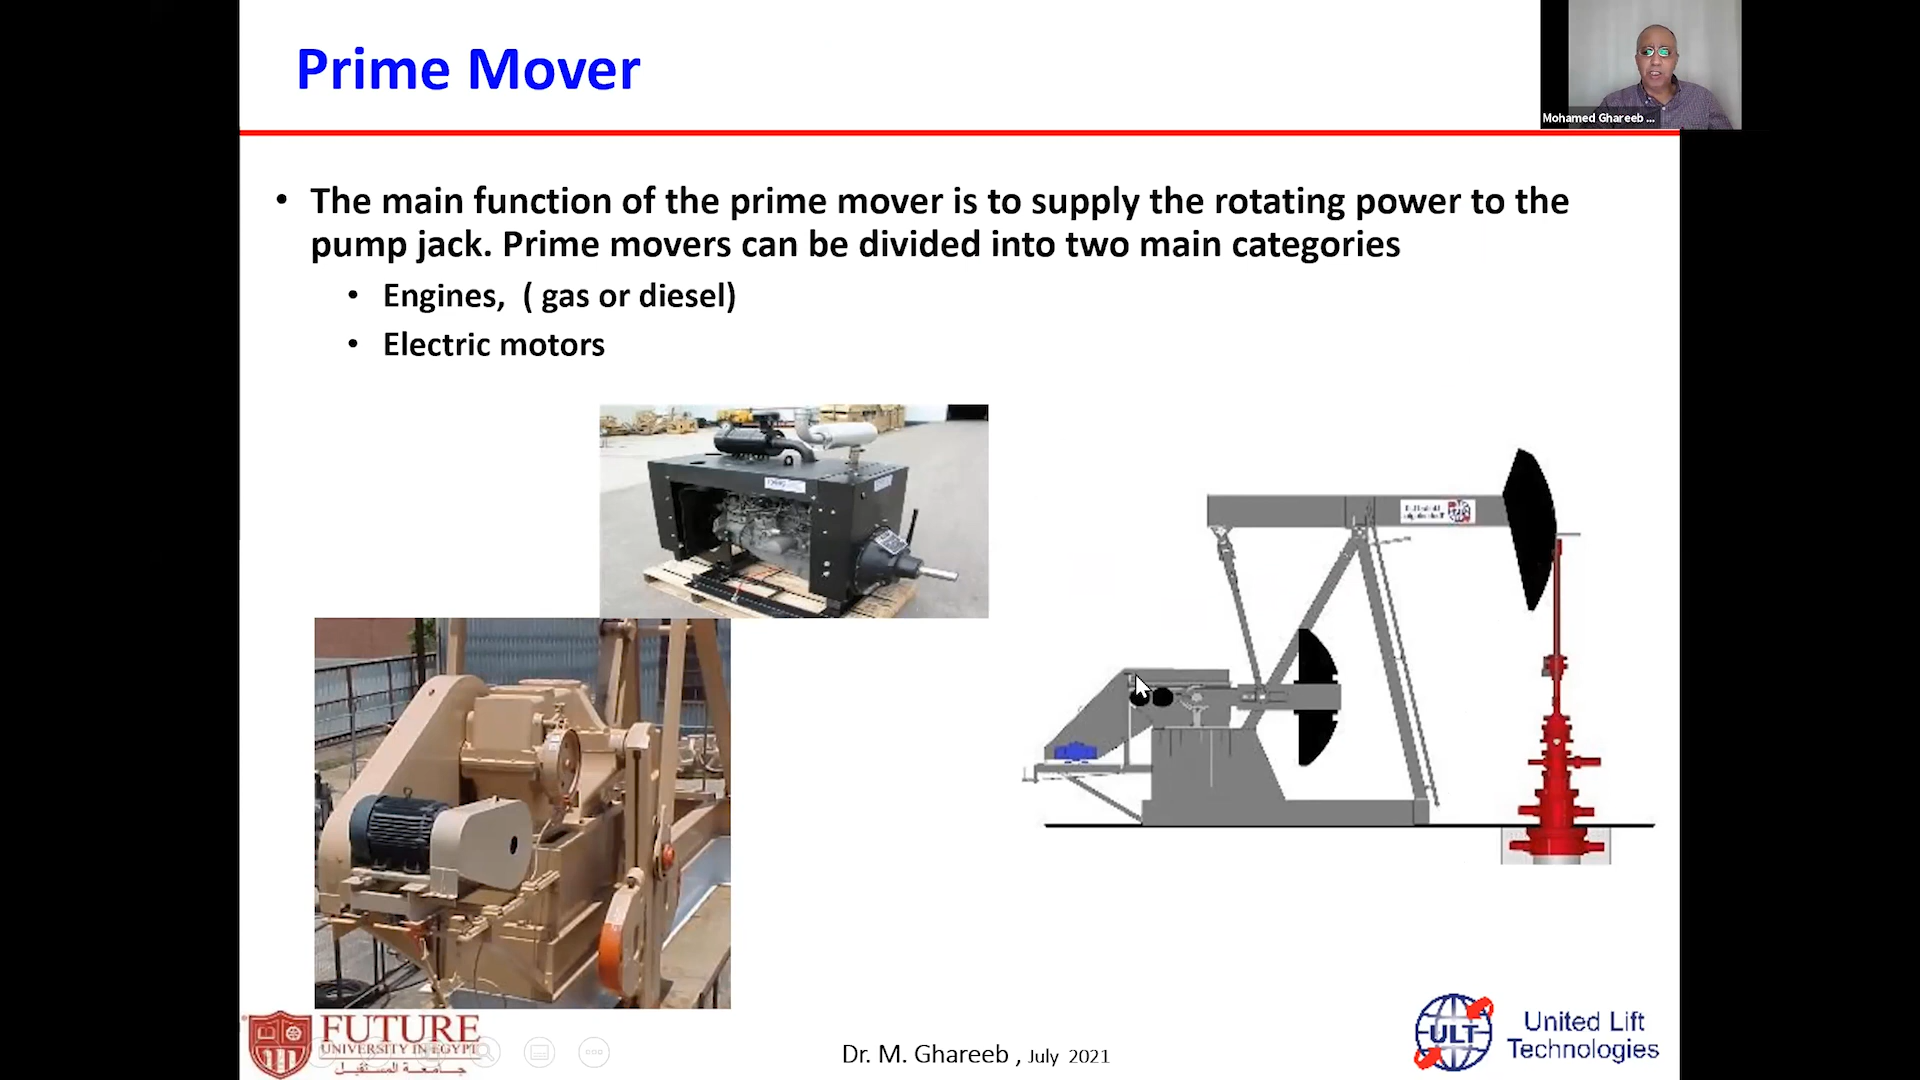 Prime Mover
Mohamed Ghareeb ...
• The main function of the prime mover is to supply the rotating power to the
pump jack. Prime movers can be divided into two main categories
• Engines, ( gas or diesel)
• Electric motors
FUTURE
UNIVERSITY IN EGYPT
جامعة المستقبل
Dr. M. Ghareeb , July 2021
ULT
United Lift
Technologies